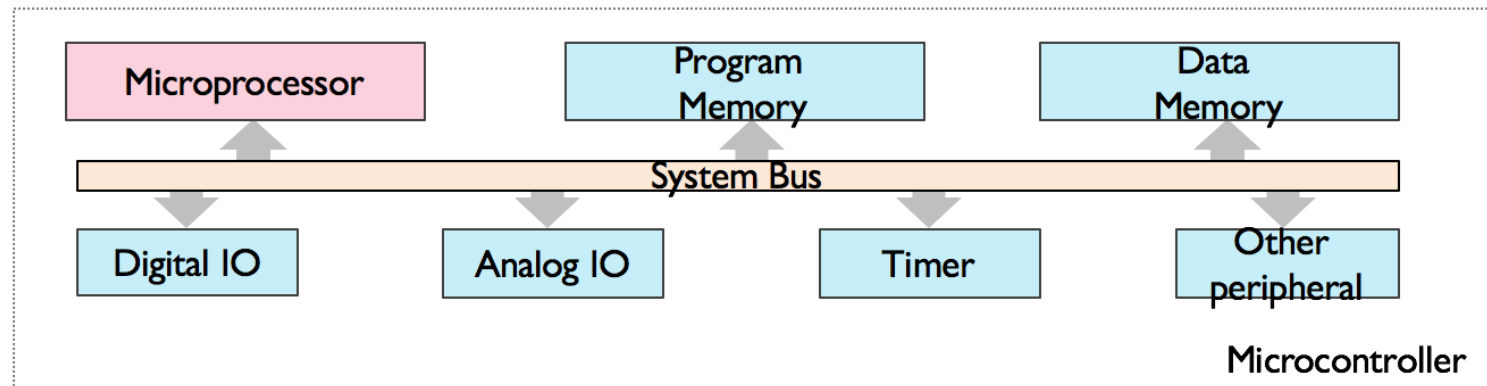 Microprocessor
Program
Memory
Data
Memory
System Bus
Digital IO
Analog IO
Timer
Other
peripheral
Microcontroller